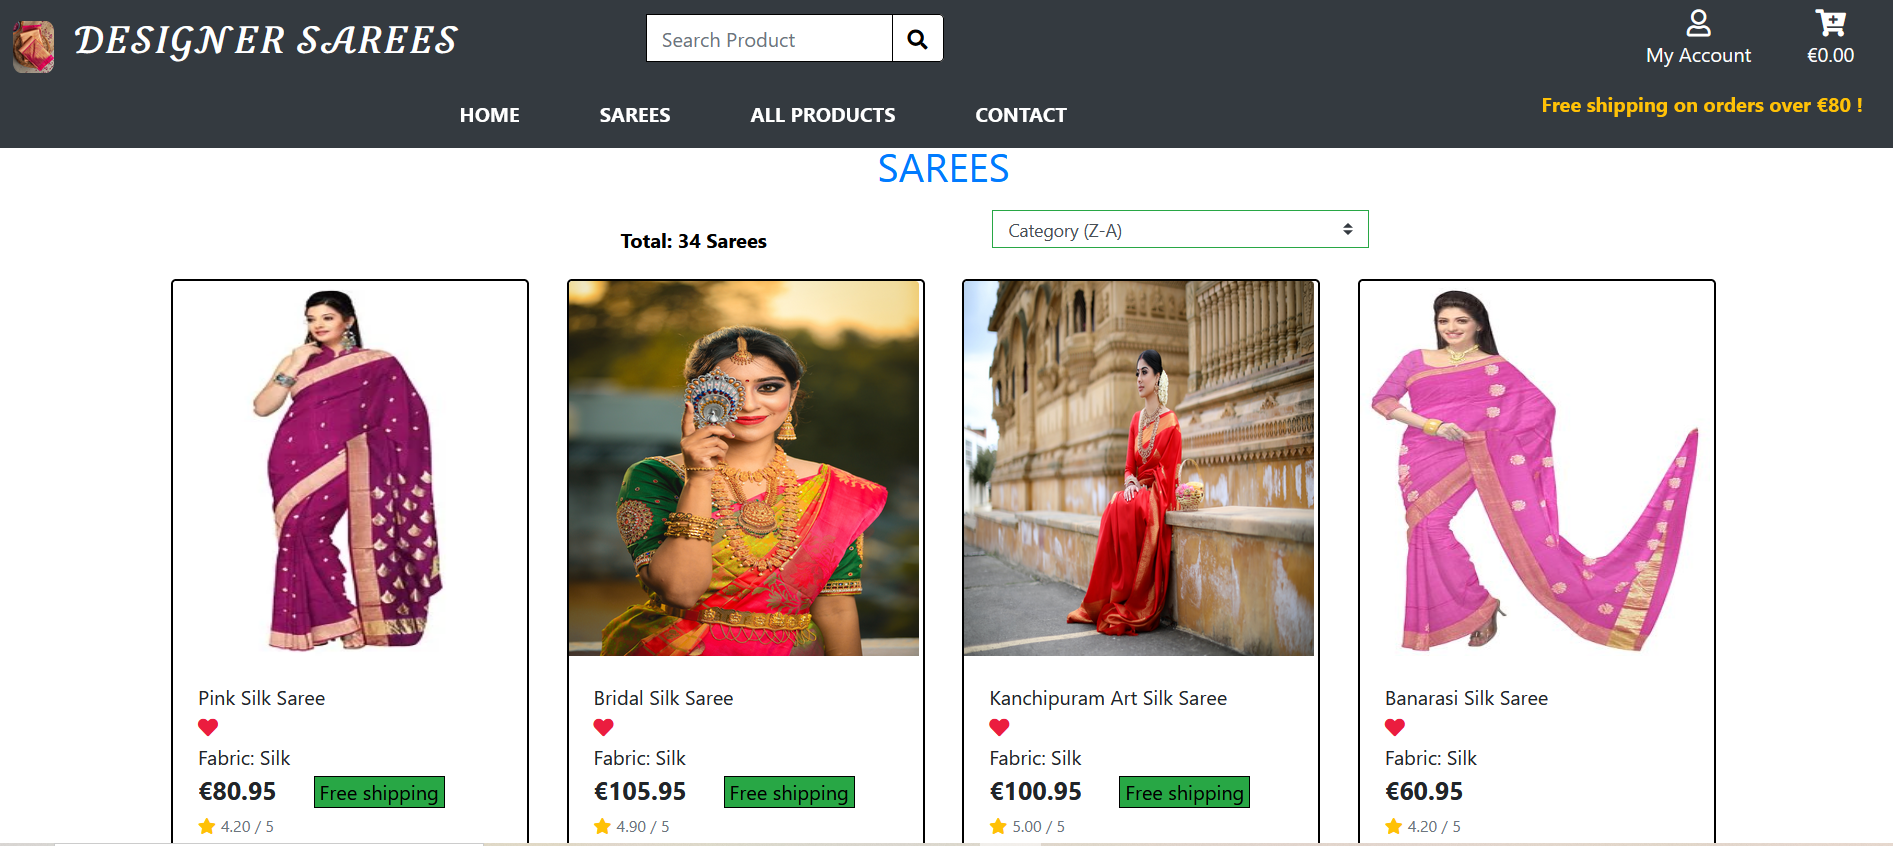 DESIGNER SAREES
Search Product
My Account
€0.00
HOME SAREES ALL PRODUCTS CONTACT
Free shipping on orders over €80 !
SAREES
Total: 34 Sarees
Category (Z-A)
Pink Silk Saree
Fabric: Silk
€80.95 Free shipping
4.20 / 5
Bridal Silk Saree
Fabric: Silk
€105.95 Free shipping
4.90 / 5
Kanchipuram Art Silk Saree
Fabric: Silk
€100.95 Free shipping
5.00 / 5
Banarasi Silk Saree
Fabric: Silk
€60.95
4.20 / 5